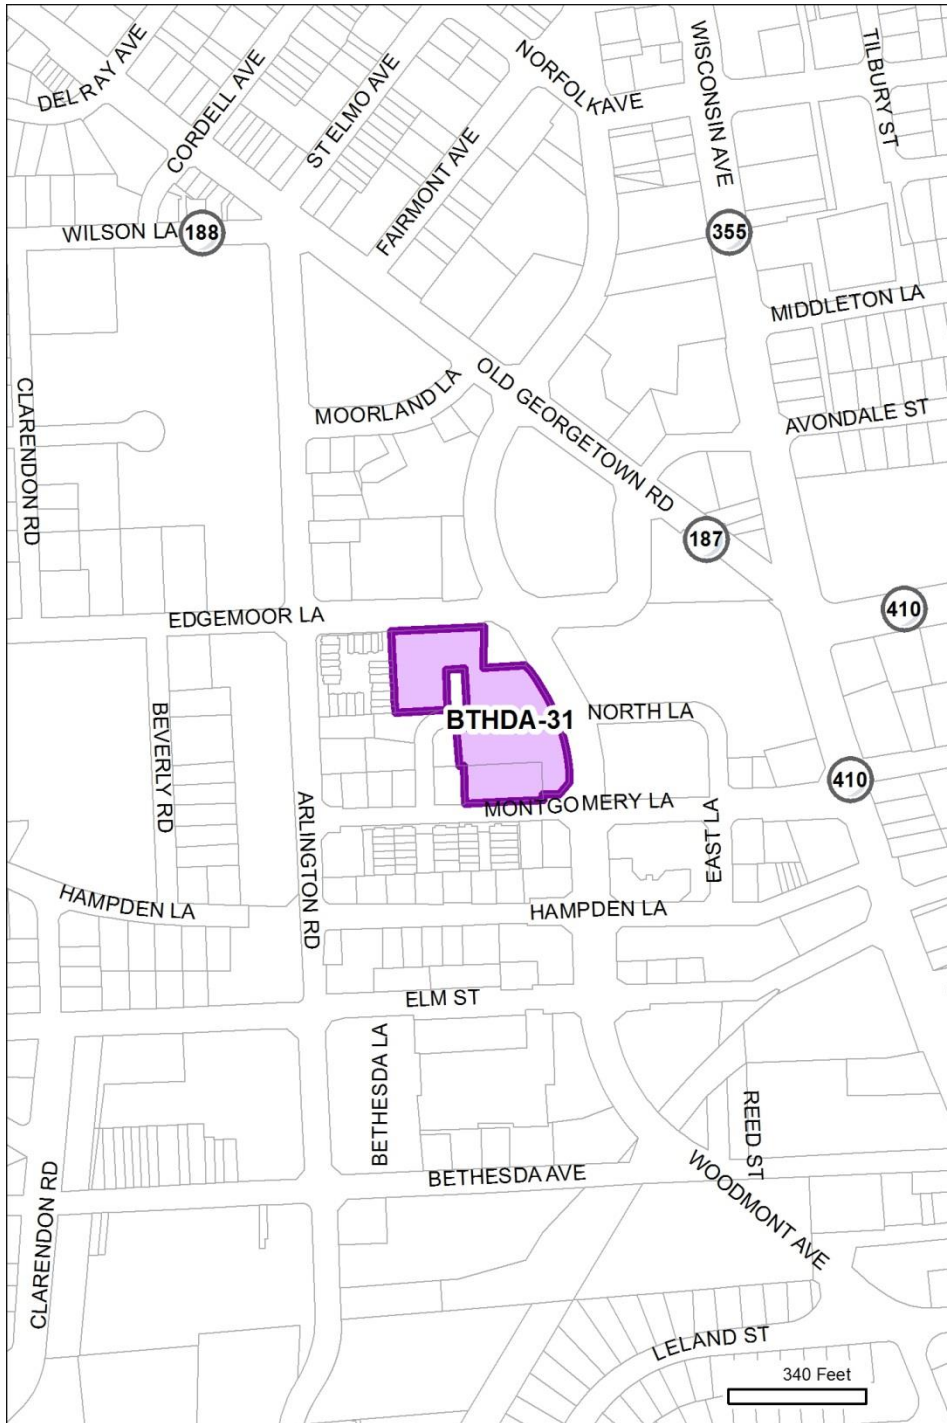 DEL RAY AVE
CORDELL AVE
ST ELMO AVE
NORFOLK AVE
WISCONSIN AVE
TILBURY ST
FAIRMONT AVE
WILSON LA
188
355
MIDDLETON LA
OLD GEORGETOWN RD
MOORLAND LA
CLARENDON RD
AVONDALE ST
187
410
EDGEMOOR LA
BEVERLY RD
BTHDA-31
NORTH LA
410
ARLINGTON RD
MONTGOMERY LA
EAST LA
HAMPDEN LA
HAMPDEN LA
ELM ST
BETHESDA LA
REED ST
BETHESDA AVE
WOODMONT AVE
CLARENDON RD
LELAND ST
340 Feet